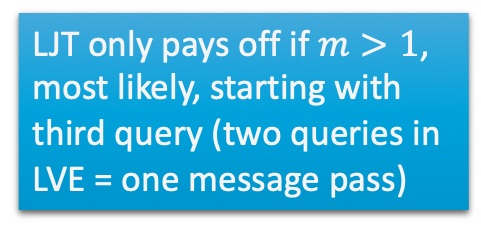 LJT only pays off if 𝑚 > 1,
most likely, starting with
third query (two queries in
LVE = one message pass)